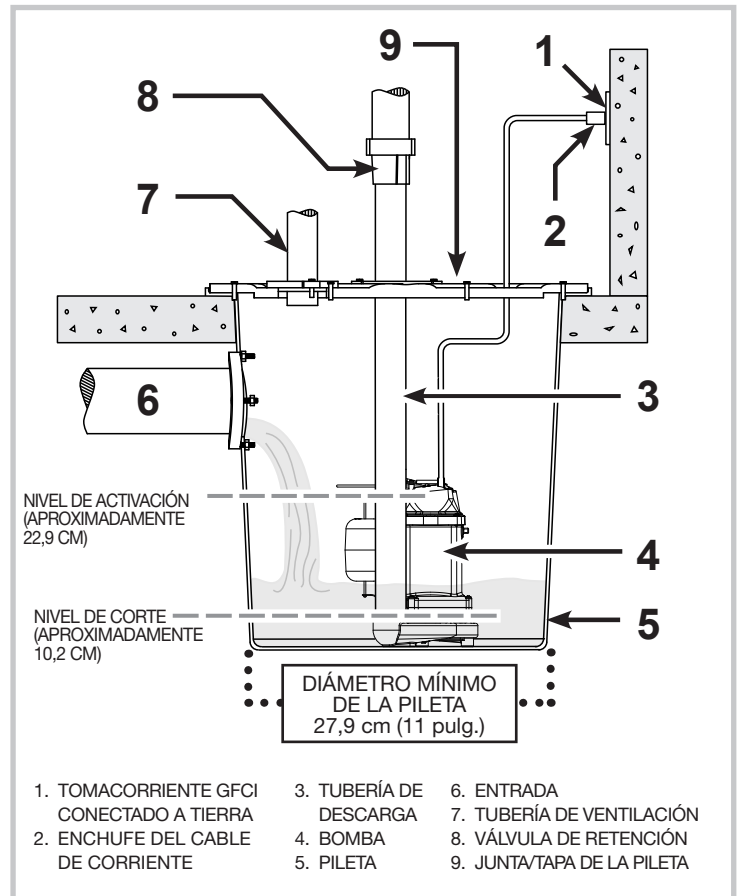 9
1
8
7
2
6
3
NIVEL DE ACTIVACIÓN
(APROXIMADAMENTE
22,9 CM)
4
NIVEL DE CORTE
(APROXIMADAMENTE
10,2 CM)
5
DIÁMETRO MÍNIMO
DE LA PILETA
27,9 cm (11 pulg.)
1. TOMACORRIENTE GFCI
CONECTADO A TIERRA
2. ENCHUFE DEL CABLE
DE CORRIENTE
3. TUBERÍA DE
DESCARGA
4. BOMBA
5. PILETA
6. ENTRADA
7. TUBERÍA DE VENTILACIÓN
8. VÁLVULA DE RETENCIÓN
9. JUNTA/TAPA DE LA PILETA